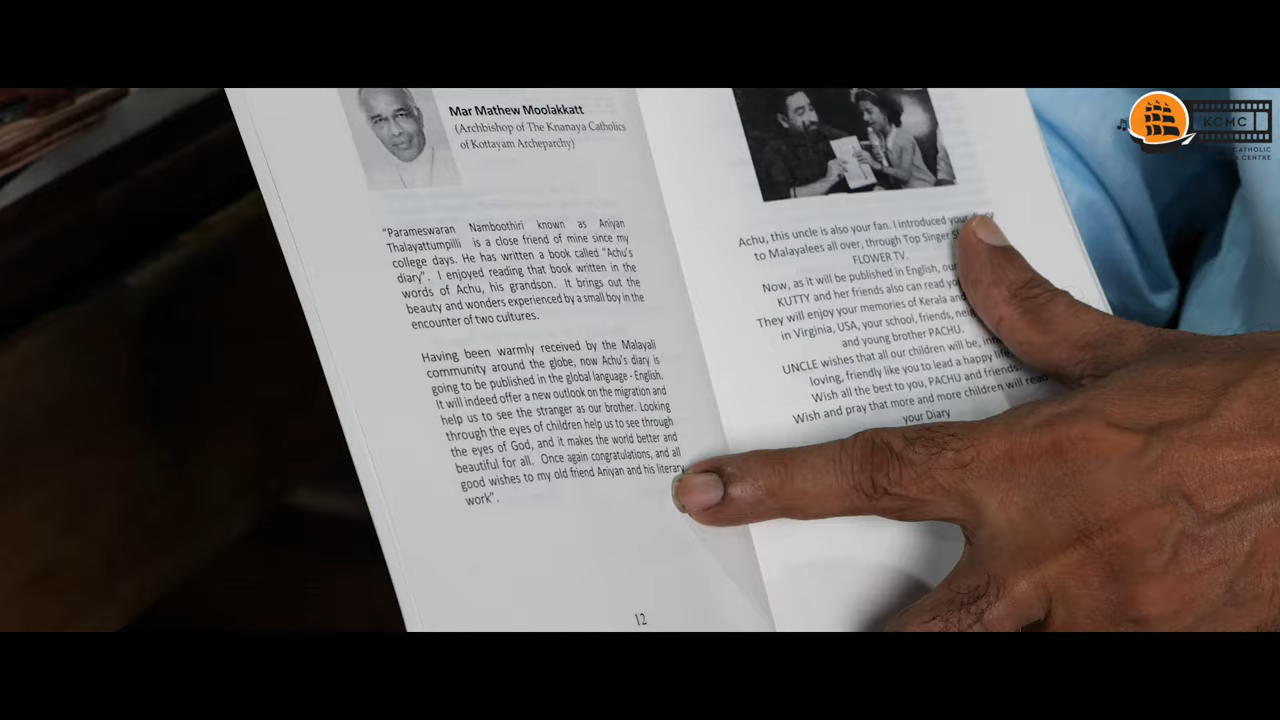 Mar Mathew Moolakkatt
(Archbishop of The Knanaya Catholics
of Kottayam Archeparchy)
"Parameswaran Namboothiri known as Aniyan
Thalayattumpilli is a close friend of mine since my
college days. He has written a book called "Achu's
diary". I enjoyed reading that book written in the
words of Achu, his grandson. It brings out the
beauty and wonders experienced by a small boy in the
encounter of two cultures.
Having been warmly received by the Malayali
community around the globe, now Achu's diary is
going to be published in the global language - English.
It will indeed offer a new outlook on the migration and
help us to see the stranger as our brother. Looking
through the eyes of children help us to see through
the eyes of God, and it makes the world better and
beautiful for all. Once again congratulations, and all
good wishes to my old friend Aniyan and his literary
work".
12
Achu, this uncle is also your fan. I introduced your
to Malayalees all over, through Top Singer
FLOWER TV.
Now, as it will be published in English, our
KUTTY and her friends also can read
They will enjoy your memories of Kerala and
in Virginia, USA, your school, friends,
and young brother PACHU.
UNCLE wishes that all our children will be,
loving, friendly like you to lead a happy
Wish all the best to you, PACHU and friends.
Wish and pray that more and more children will read
your Diary
KCMC
CATHOLIC
CENTRE